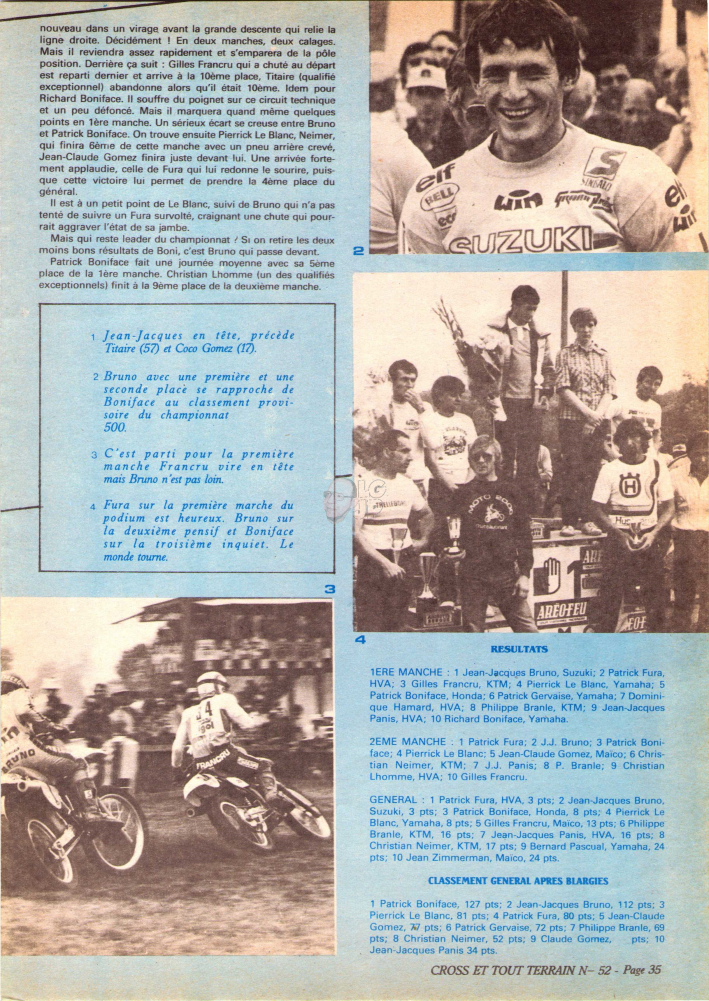 nouveau dans un virage avant la grande descente qui relie la
ligne droite. Décidément ! En deux manches, deux calages.
Mais il reviendra assez rapidement et s'emparera de la pôle
position. Derrière ça suit : Gilles Francru qui a chuté au départ
est reparti dernier et arrive à la 10ème place, Titaire (qualifié
exceptionnel) abandonne alors qu'il était 10ème. Idem pour
Richard Boniface. Il souffre du poignet sur ce circuit technique
et un peu défoncé. Mais il marquera quand même quelques
points en 1ère manche. Un sérieux écart se creuse entre Bruno
et Patrick Boniface. On trouve ensuite Pierrick Le Blanc, Neimer,
qui finira 6ème de cette manche avec un pneu arrière crevé,
Jean-Claude Gomez finira juste devant lui. Une arrivée forte-
ment applaudie, celle de Fura qui lui redonne le sourire, puis-
que cette victoire lui permet de prendre la 4ème place du
général.
Il est à un petit point de Le Blanc, suivi de Bruno qui n'a pas
tenté de suivre un Fura survolté, craignant une chute qui pour-
rait aggraver l'état de sa jambe.
Mais qui reste leader du championnat ? Si on retire les deux
moins bons résultats de Boni, c'est Bruno qui passe devant.
Patrick Boniface fait une journée moyenne avec sa 5ème
place de la 1ère manche. Christian Lhomme (un des qualifiés
exceptionnels) finit à la 9ème place de la deuxième manche.
1 Jean-Jacques en tête, précède
Titaire (57) et Coco Gomez (17).
2 Bruno avec une première et une
seconde place se rapproche de
Boniface au classement provi-
soire du championnat
500.
3 C'est parti pour la première
manche Francru vire en tête
mais Bruno n'est pas loin.
4 Fura sur la première marche du
podium est heureux. Bruno sur
la deuxième pensif et Boniface
sur la troisième inquiet. Le
monde tourne.
elf
BELL
win
SUZUKI
elf
win
2
MOTO
H
1
ARÉO-FEU
4
3
BRUNO
FRANCRU
RESULTATS
1ERE MANCHE : 1 Jean-Jacques Bruno, Suzuki; 2 Patrick Fura,
HVA; 3 Gilles Francru, KTM; 4 Pierrick Le Blanc, Yamaha; 5
Patrick Boniface, Honda; 6 Patrick Gervaise, Yamaha; 7 Domini-
que Hamard, HVA; 8 Philippe Branle, KTM; 9 Jean-Jacques
Panis, HVA; 10 Richard Boniface, Yamaha.
2EME MANCHE : 1 Patrick Fura; 2 J.J. Bruno; 3 Patrick Boni-
face; 4 Pierrick Le Blanc; 5 Jean-Claude Gomez, Maïco; 6 Chris-
tian Neimer, KTM; 7 J.J. Panis; 8 P. Branle; 9 Christian
Lhomme, HVA; 10 Gilles Francru.
GENERAL : 1 Patrick Fura, HVA, 3 pts; 2 Jean-Jacques Bruno,
Suzuki, 3 pts; 3 Patrick Boniface, Honda, 8 pts; 4 Pierrick Le
Blanc, Yamaha, 8 pts; 5 Gilles Francru, Maïco, 13 pts; 6 Philippe
Branle, KTM, 16 pts; 7 Jean-Jacques Panis, HVA, 16 pts; 8
Christian Neimer, KTM, 17 pts; 9 Bernard Pascual, Yamaha, 24
pts; 10 Jean Zimmerman, Maïco, 24 pts.
CLASSEMENT GENERAL APRES BLARGIES
1 Patrick Boniface, 127 pts; 2 Jean-Jacques Bruno, 112 pts; 3
Pierrick Le Blanc, 81 pts; 4 Patrick Fura, 80 pts; 5 Jean-Claude
Gomez, 77 pts; 6 Patrick Gervaise, 72 pts; 7 Philippe Branle, 69
pts; 8 Christian Neimer, 52 pts; 9 Claude Gomez, pts; 10
Jean-Jacques Panis 34 pts.
CROSS ET TOUT TERRAIN N– 52 - Page 35